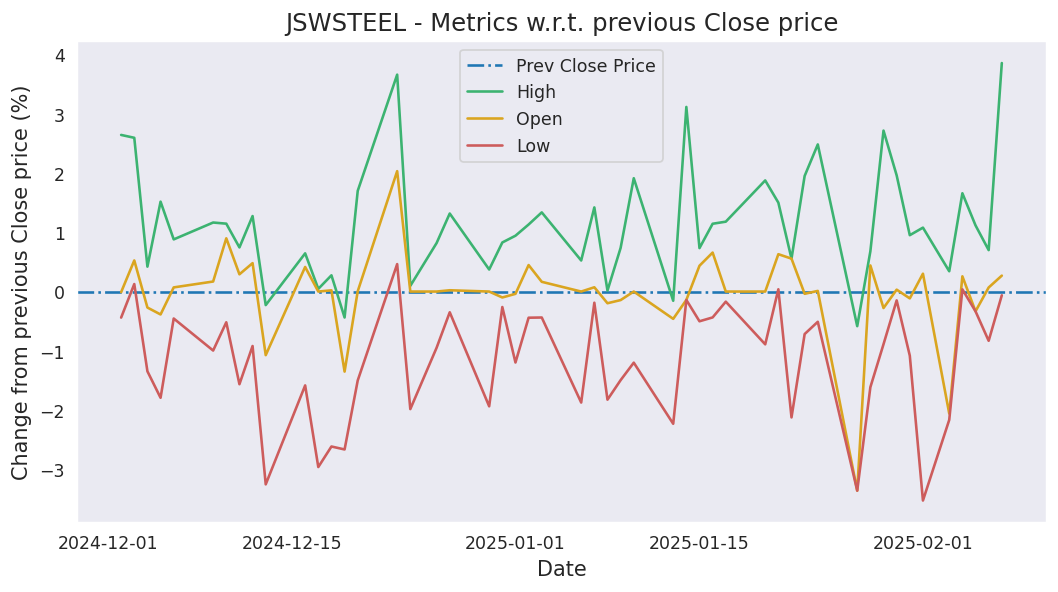 JSWSTEEL - Metrics w.r.t. previous Close price
Change from previous Close price (%)
4
3
2
1
0
−1
−2
−3
Prev Close Price
High
Open
Low
2024-12-01 2024-12-15 2025-01-01 2025-01-15 2025-02-01
Date